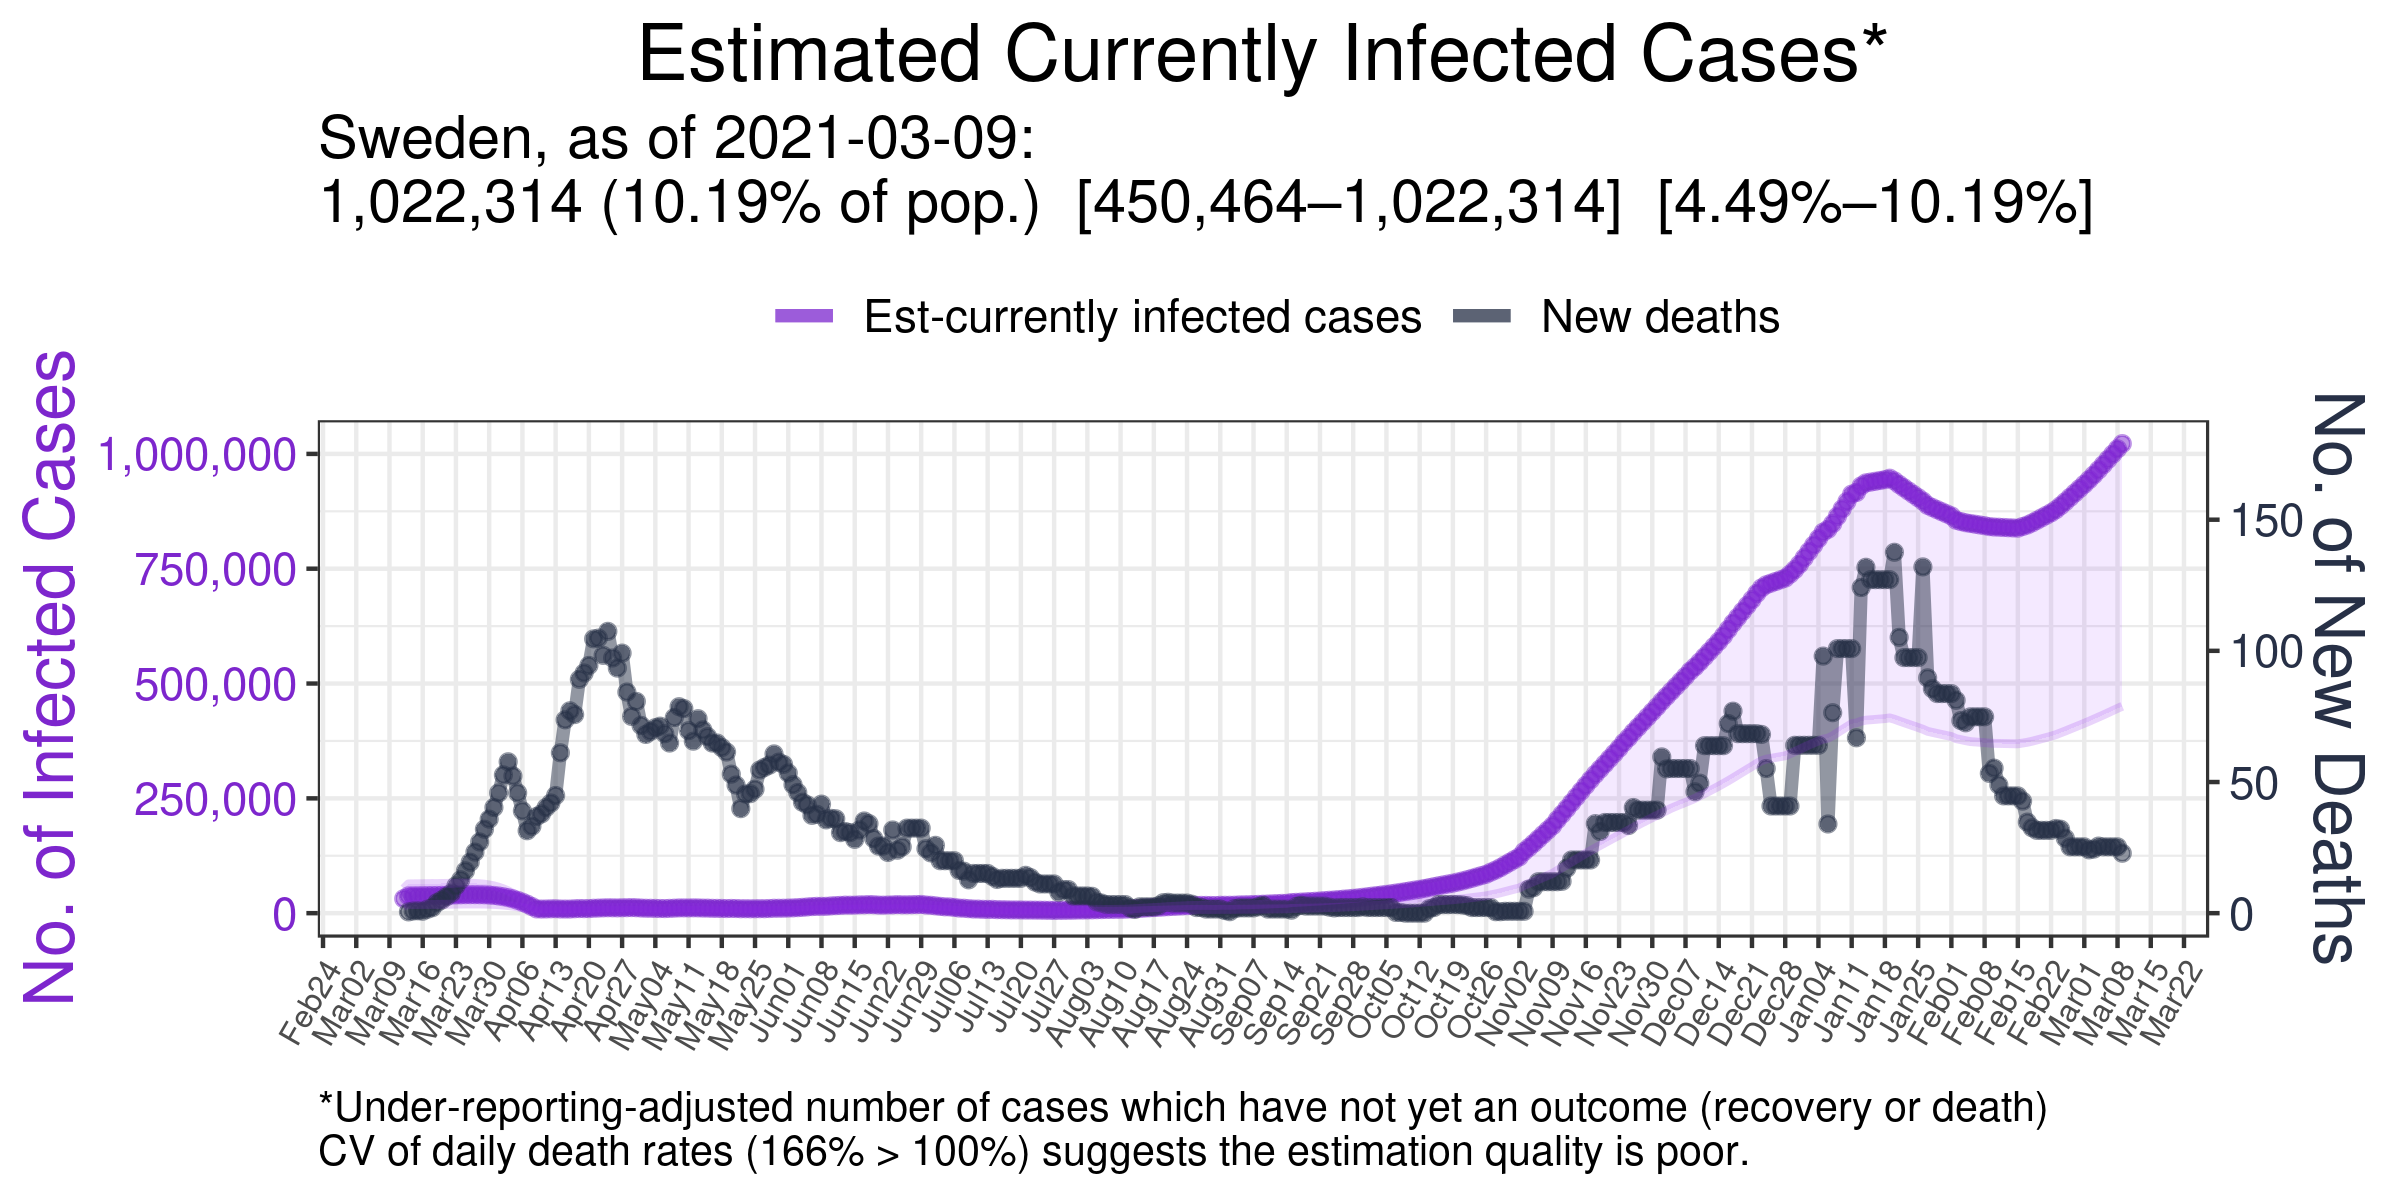 Estimated Currently Infected Cases*
Sweden, as of 2021-03-09:
1,022,314 (10.19% of pop.) [450,464–1,022,314] [4.49%–10.19%]
Est-currently infected cases
New deaths
No. of Infected Cases
1,000,000
750,000
500,000
250,000
0
No. of New Deaths
150
100
50
0
Feb24
Mar02
Mar09
Mar16
Mar23
Mar30
Apr06
Apr13
Apr20
Apr27
May04
May11
May18
May25
Jun01
Jun08
Jun15
Jun22
Jun29
Jul06
Jul13
Jul20
Jul27
Aug03
Aug10
Aug17
Aug24
Aug31
Sep07
Sep14
Sep21
Sep28
Oct05
Oct12
Oct19
Oct26
Nov02
Nov09
Nov16
Nov23
Nov30
Dec07
Dec14
Dec21
Dec28
Jan04
Jan11
Jan18
Jan25
Feb01
Feb08
Feb15
Feb22
Mar01
Mar08
Mar15
Mar22
*Under-reporting-adjusted number of cases which have not yet an outcome (recovery or death)
CV of daily death rates (166% > 100%) suggests the estimation quality is poor.